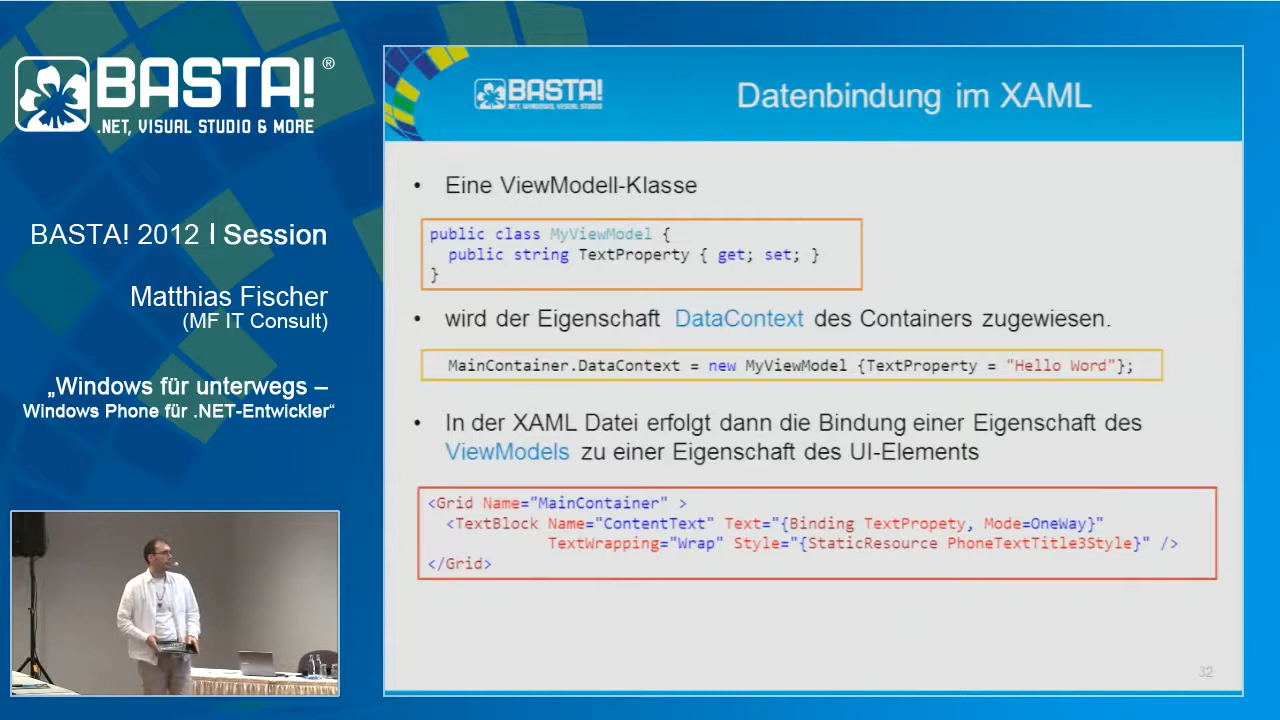 BASTA!®
.NET, VISUAL STUDIO & MORE
BASTA! 2012 I Session
Matthias Fischer
(MF IT Consult)
„Windows für unterwegs –
Windows Phone für .NET-Entwickler“
BASTA!
.NET, WINDOWS, VISUAL STUDIO
Datenbindung im XAML
• Eine ViewModell-Klasse
public class MyViewModel {
public string TextProperty { get; set; }
}
• wird der Eigenschaft DataContext des Containers zugewiesen.
MainContainer.DataContext = new MyViewModel {TextProperty = "Hello Word"};
• In der XAML Datei erfolgt dann die Bindung einer Eigenschaft des
ViewModels zu einer Eigenschaft des UI-Elements
<Grid Name="MainContainer" >
<TextBlock Name="ContentText" Text="{Binding TextPropety, Mode=OneWay}"
TextWrapping="Wrap" Style="{StaticResource PhoneTextTitle3Style}" />
</Grid>
32